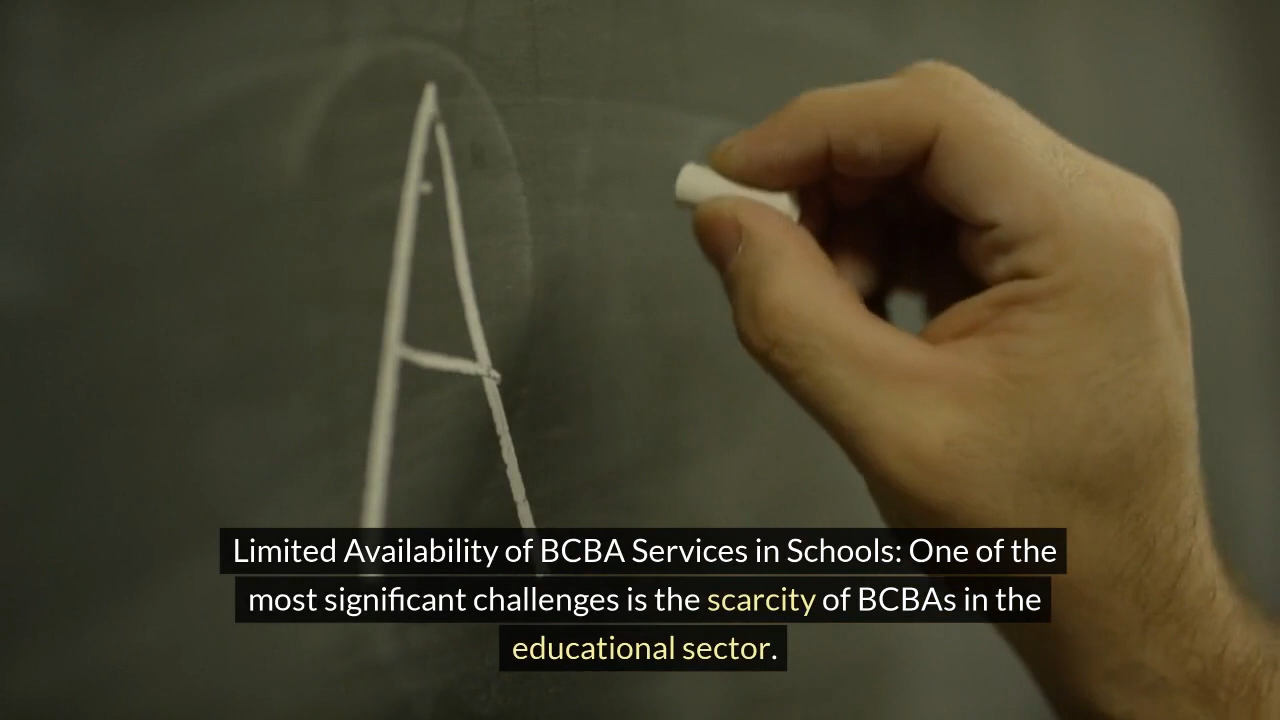 A
Limited Availability of BCBA Services in Schools: One of the
most significant challenges is the scarcity of BCBAs in the
educational sector.